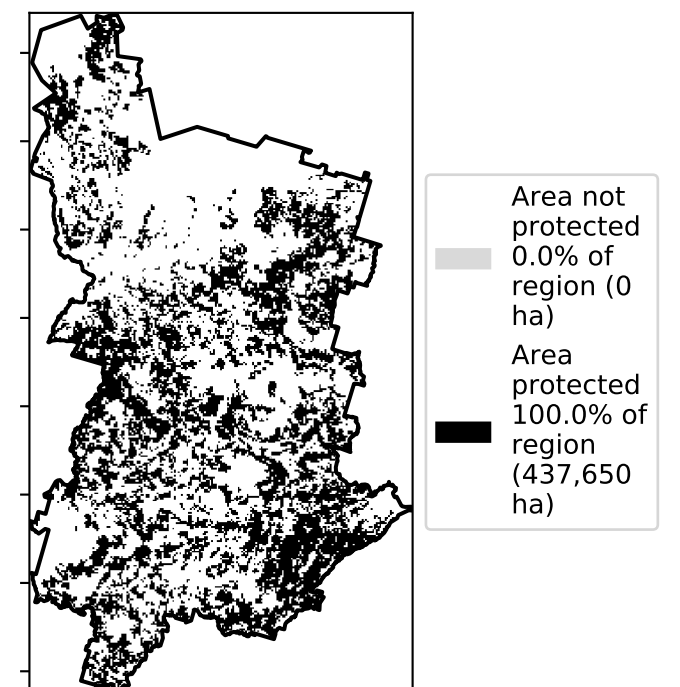 Area not
protected
0.0% of
region (0
ha)
Area
protected
100.0% of
region
(437,650
ha)